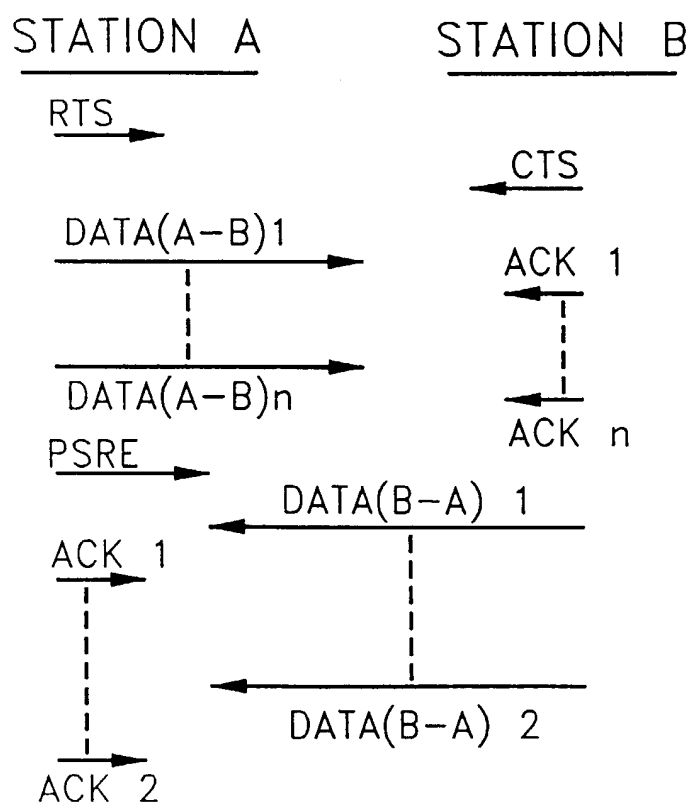 STATION A
STATION B
RTS
CTS
DATA(A-B)1
ACK 1
DATA(A-B)n
ACK n
PSRE
DATA(B-A) 1
ACK 1
DATA(B-A) 2
ACK 2